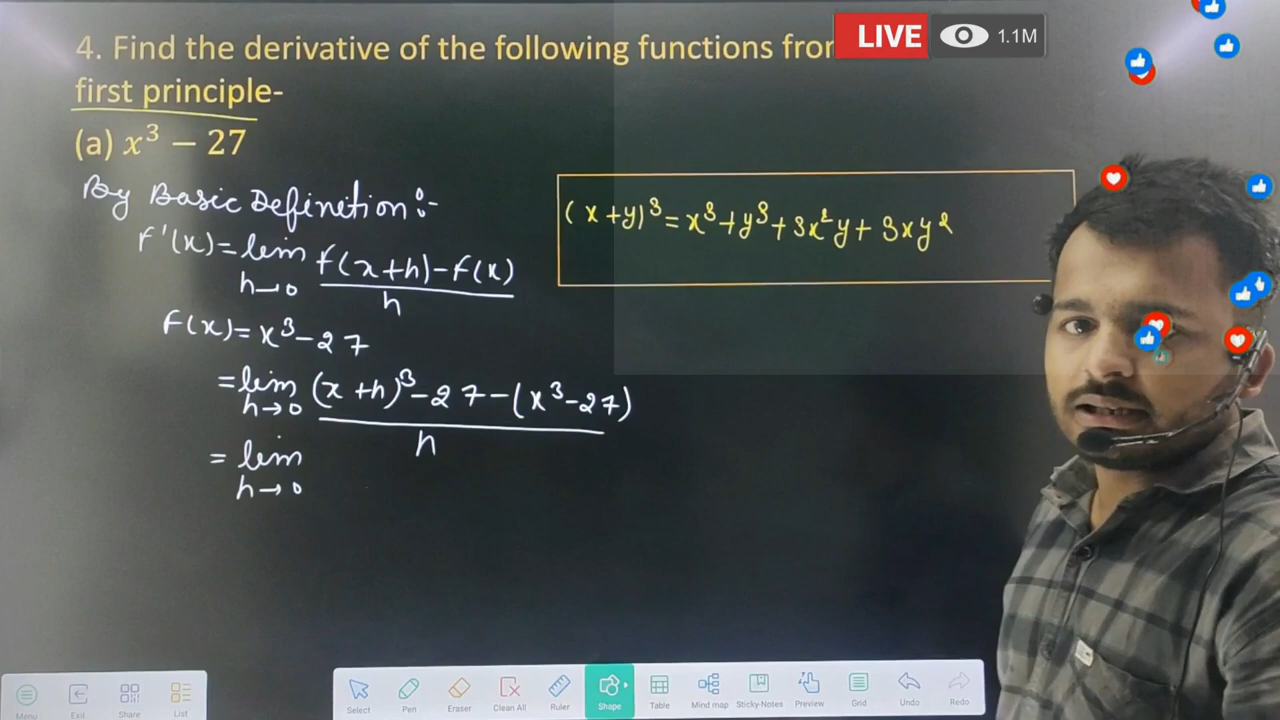 4. Find the derivative of the following functions from
LIVE 1.1M
first principle-
(a) x³ − 27
By Basic Definetion:-
f'(x) = lim h→0 f(x+h)-f(x) / h
(x+y)³ = x³+y³+3x²y+3xy²
f(x) = x³-27
= lim h→0 (x+h)³-27-(x³-27) / h
= lim h→0
Menu Exit Share List Select Pen Eraser Clean All Ruler Shape Table Mind map Sticky-Notes Preview Grid Undo Redo